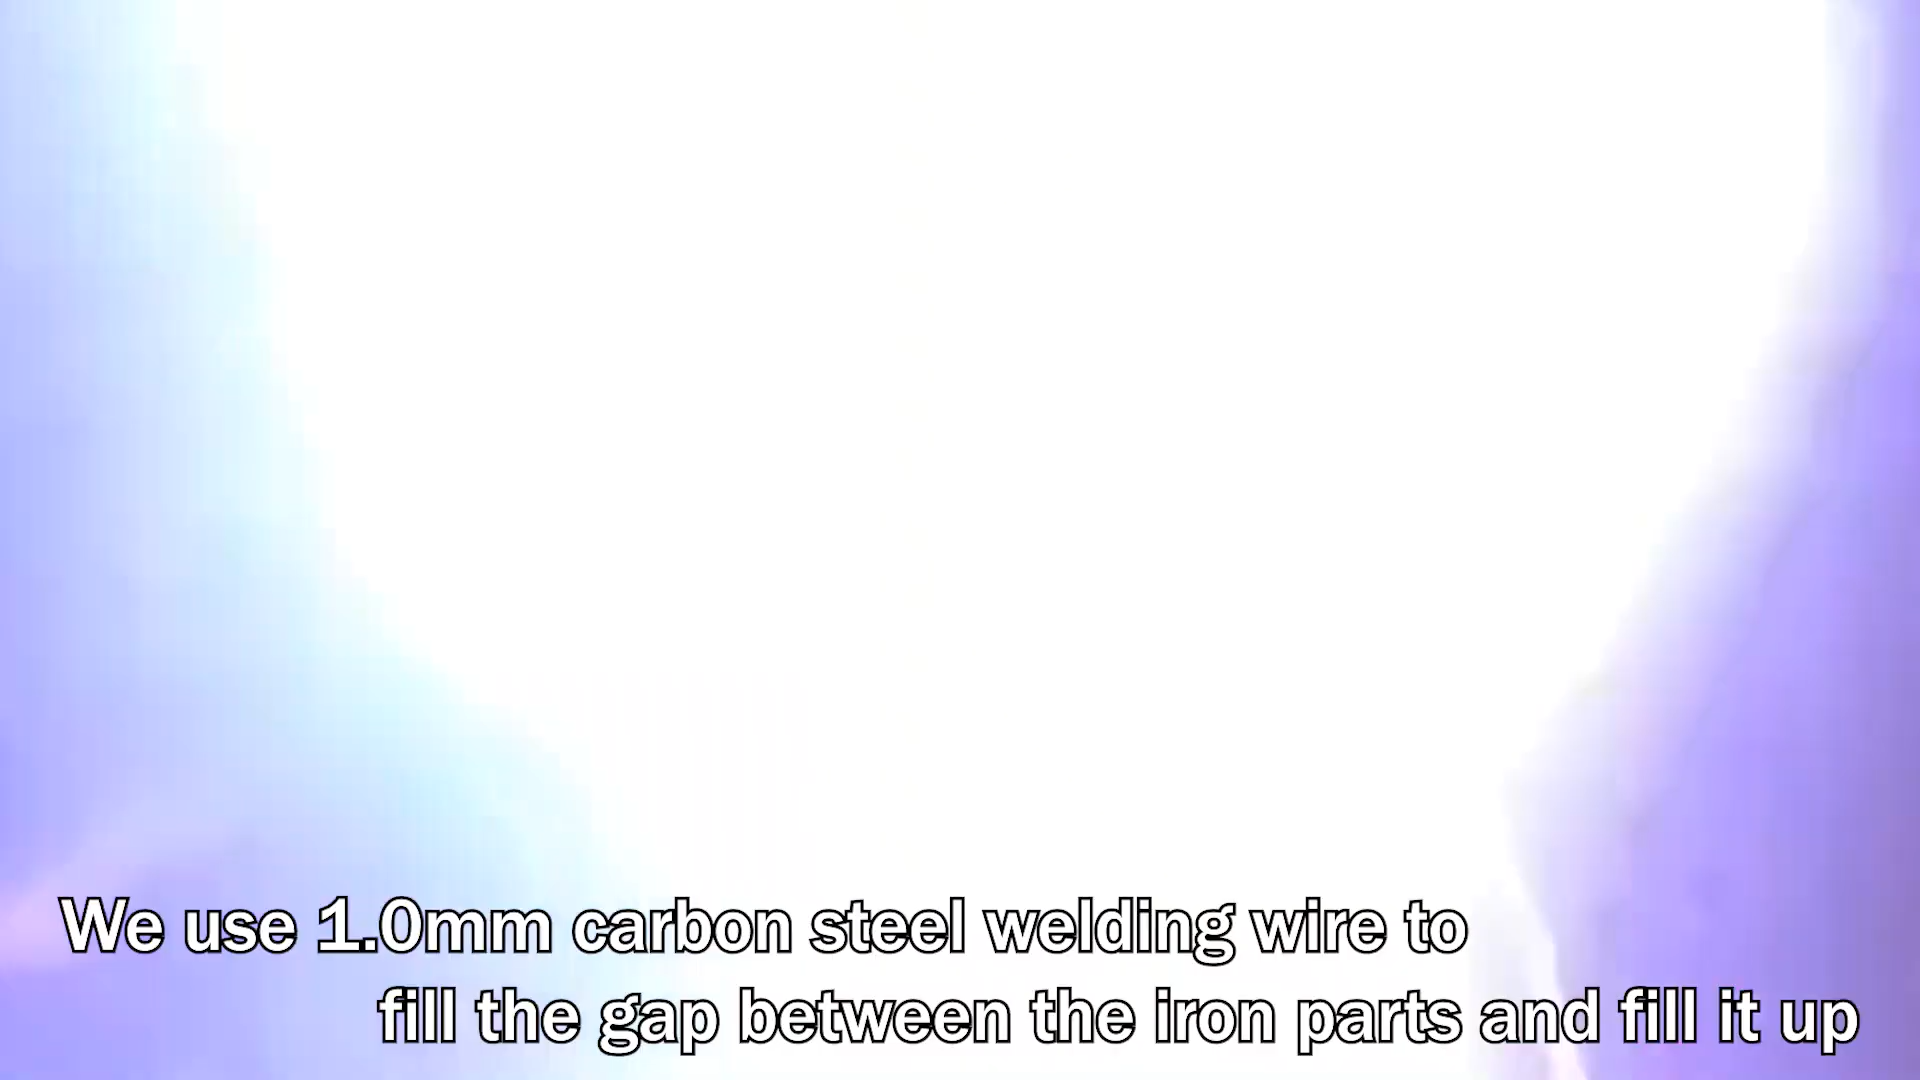 We use 1.0mm carbon steel welding wire to
fill the gap between the iron parts and fill it up